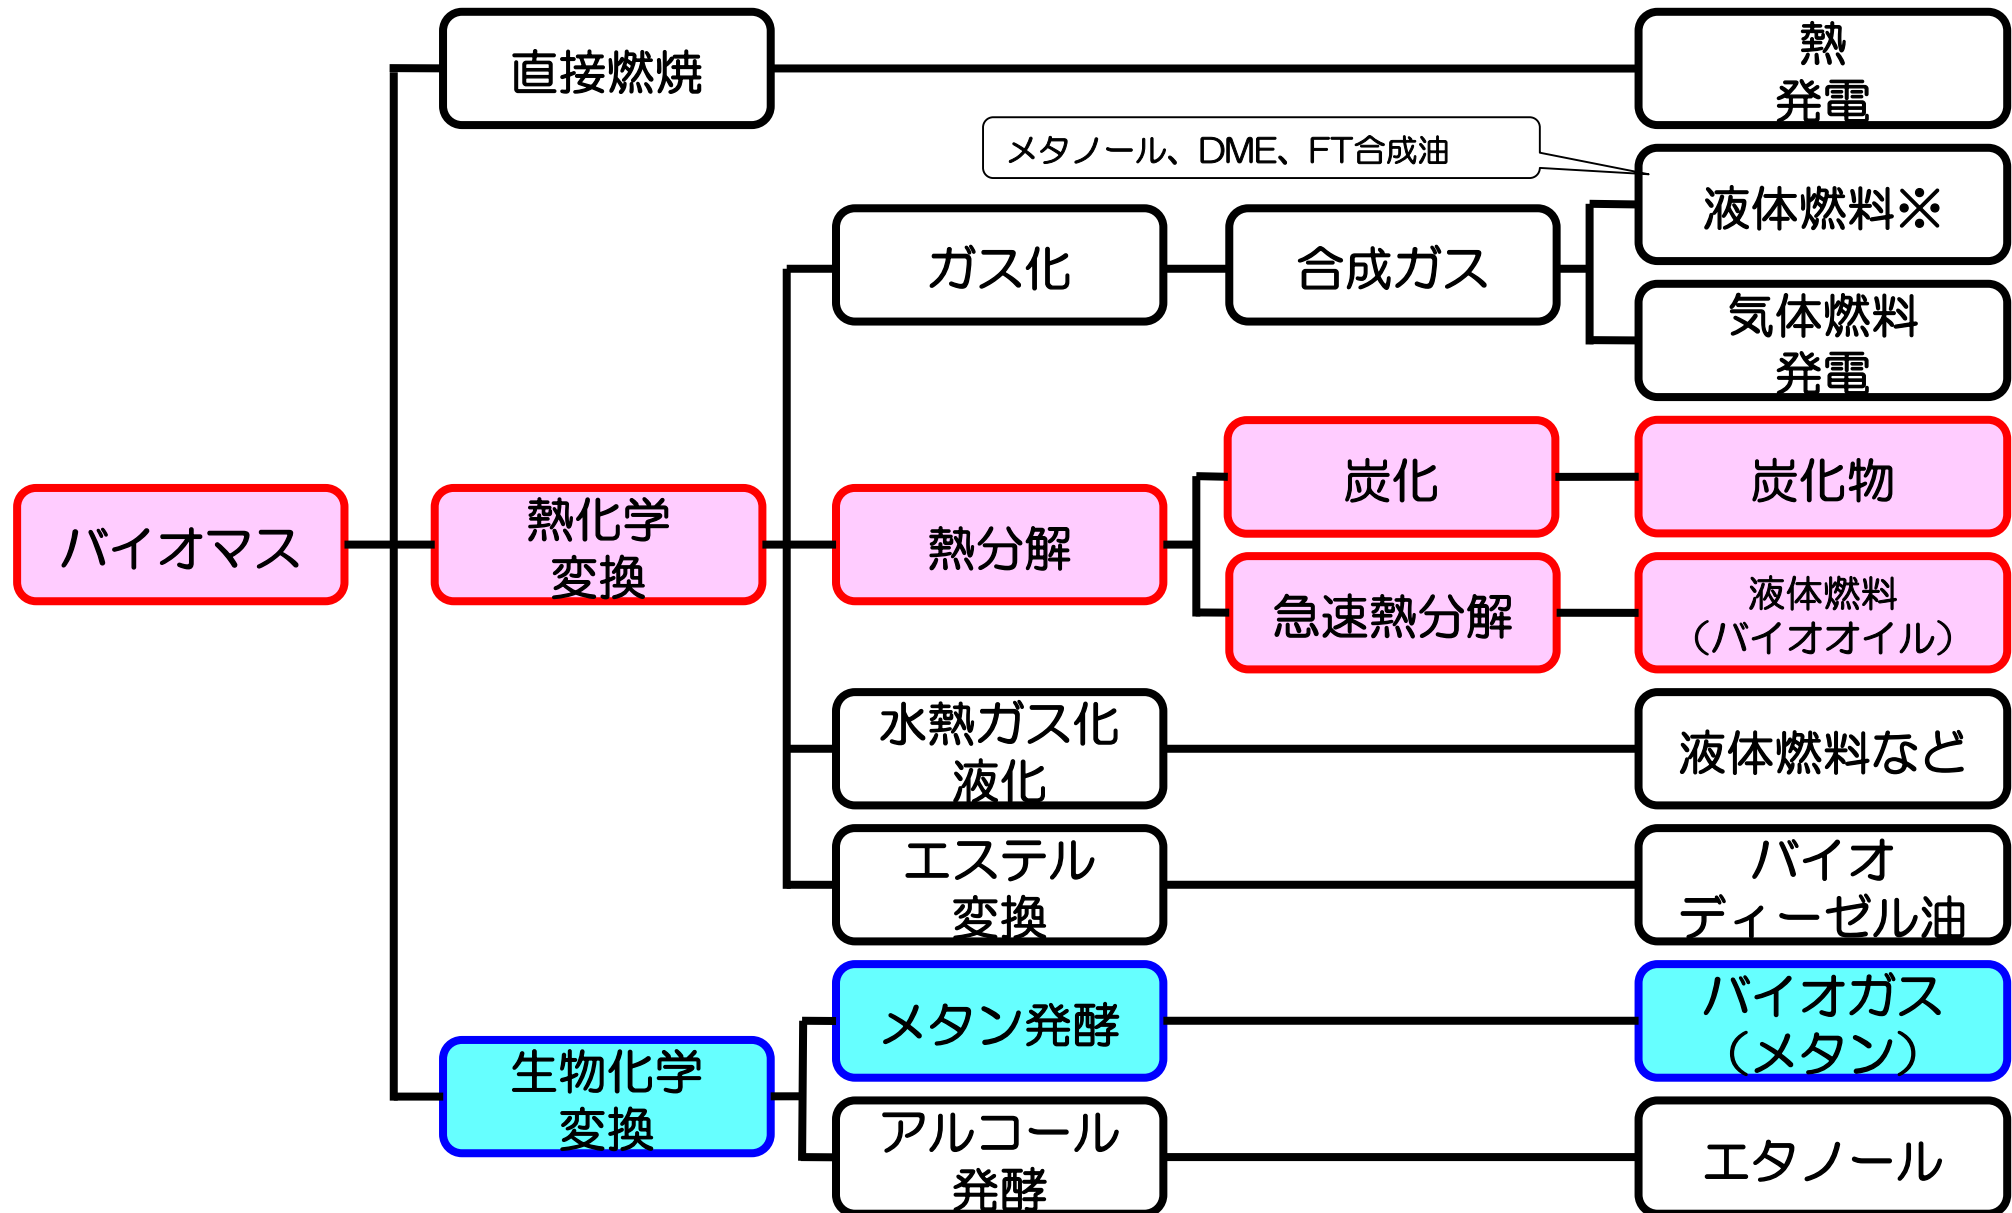 直接燃焼
熱
発電
メタノール、DME、FT合成油
液体燃料※
ガス化
合成ガス
気体燃料
発電
炭化
炭化物
バイオマス
熱化学
変換
熱分解
急速熱分解
液体燃料
（バイオオイル）
水熱ガス化
液化
液体燃料など
エステル
変換
バイオ
ディーゼル油
メタン発酵
バイオガス
（メタン）
生物化学
変換
アルコール
発酵
エタノール